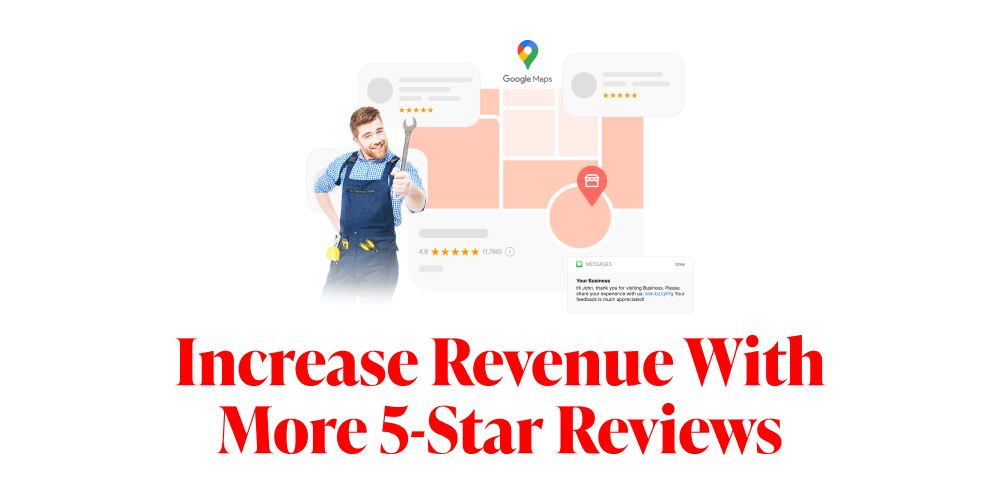 Google Maps
4.9 ★★★★★ (1,760)
MESSAGES now
Your Business
Hi John, thank you for visiting Business. Please
share your experience with us: Your
feedback is much appreciated!
Increase Revenue With
More 5-Star Reviews